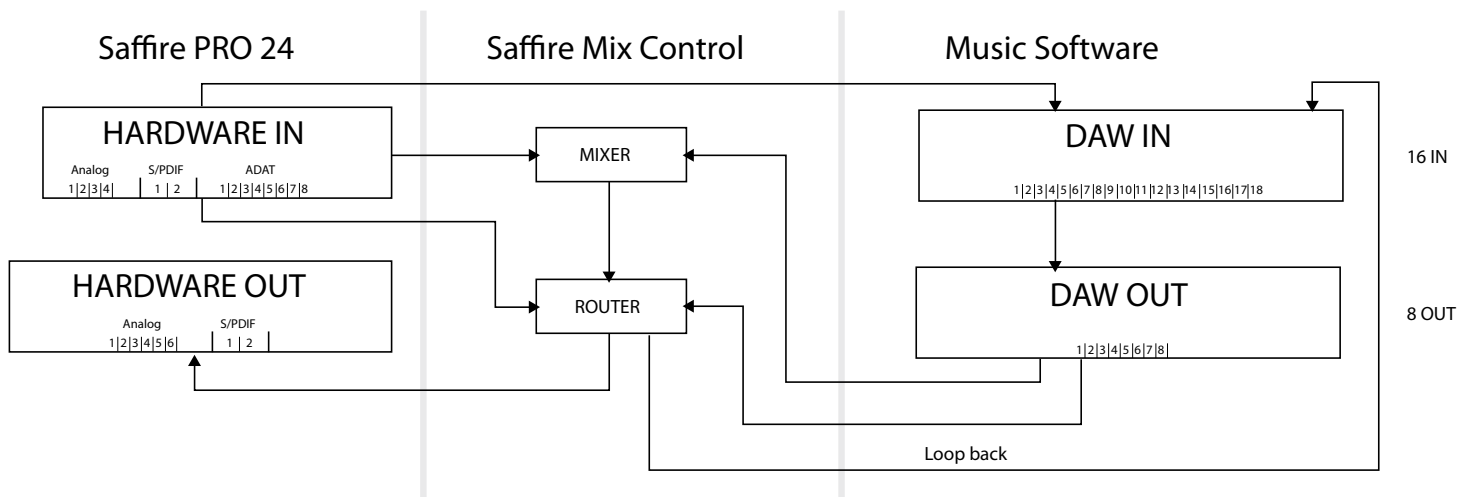 Saffire PRO 24
Saffire Mix Control
Music Software
HARDWARE IN
Analog S/PDIF ADAT
1|2|3|4| 1|2 1|2|3|4|5|6|7|8
MIXER
DAW IN
1|2|3|4|5|6|7|8|9|10|11|12|13|14|15|16|17|18
16 IN
HARDWARE OUT
Analog S/PDIF
1|2|3|4|5|6| 1|2
ROUTER
DAW OUT
1|2|3|4|5|6|7|8|
8 OUT
Loop back